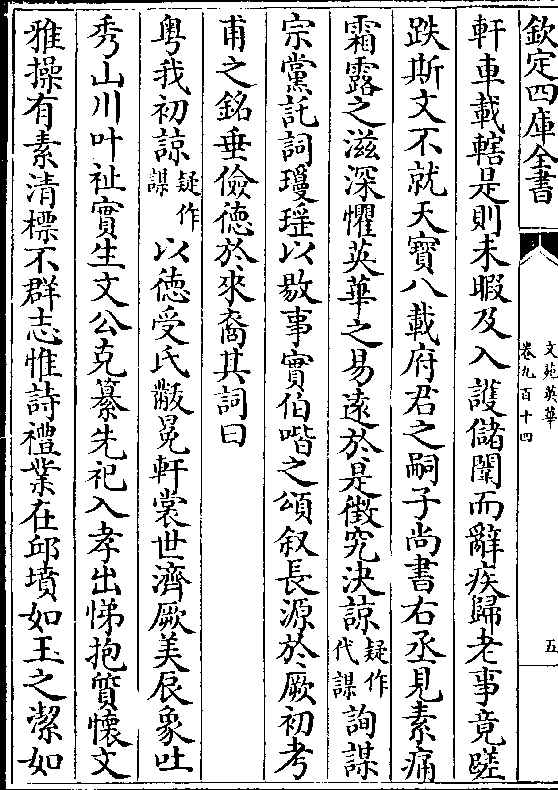 欽定四庫全書
文苑英華
卷九百十四
五
軒車載轄是則未暇及入護儲闈而辭疾歸老事竟蹉
跌斯文不就天寶八載府君之嗣子尚書右丞見素痛
霜露之滋深懼英華之易遠於是徵究決諒疑作代謀詢謀
宗黨託詞瓊瑶以敭事實伯喈之頌叙長源於厥初考
甫之銘垂儉德於來裔其詞曰
粤我初諒疑作謀以德受氏黻冕軒裳世濟厥美辰象吐
秀山川叶祉實生文公克纂先祀入孝出悌抱質懷文
雅操有素清標不群志惟詩禮業在邱墳如玉之潔如